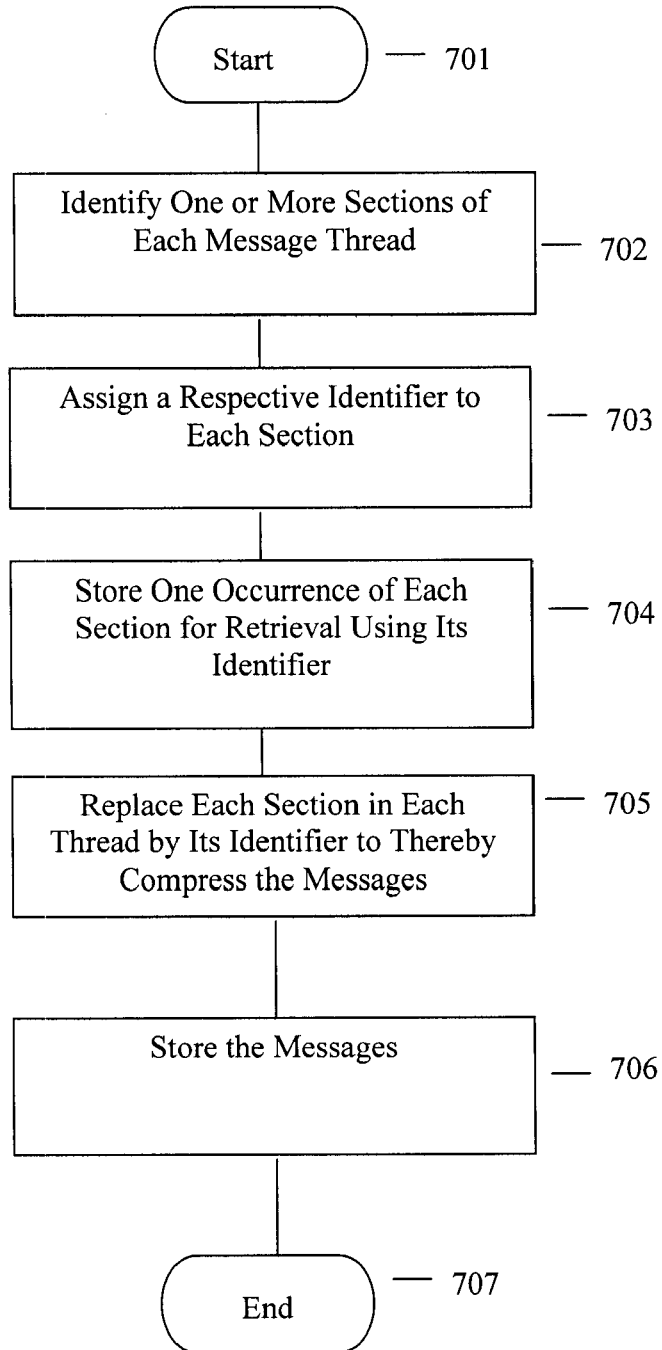 Start
701
Identify One or More Sections of
Each Message Thread
702
Assign a Respective Identifier to
Each Section
703
Store One Occurrence of Each
Section for Retrieval Using Its
Identifier
704
Replace Each Section in Each
Thread by Its Identifier to Thereby
Compress the Messages
705
Store the Messages
706
End
707